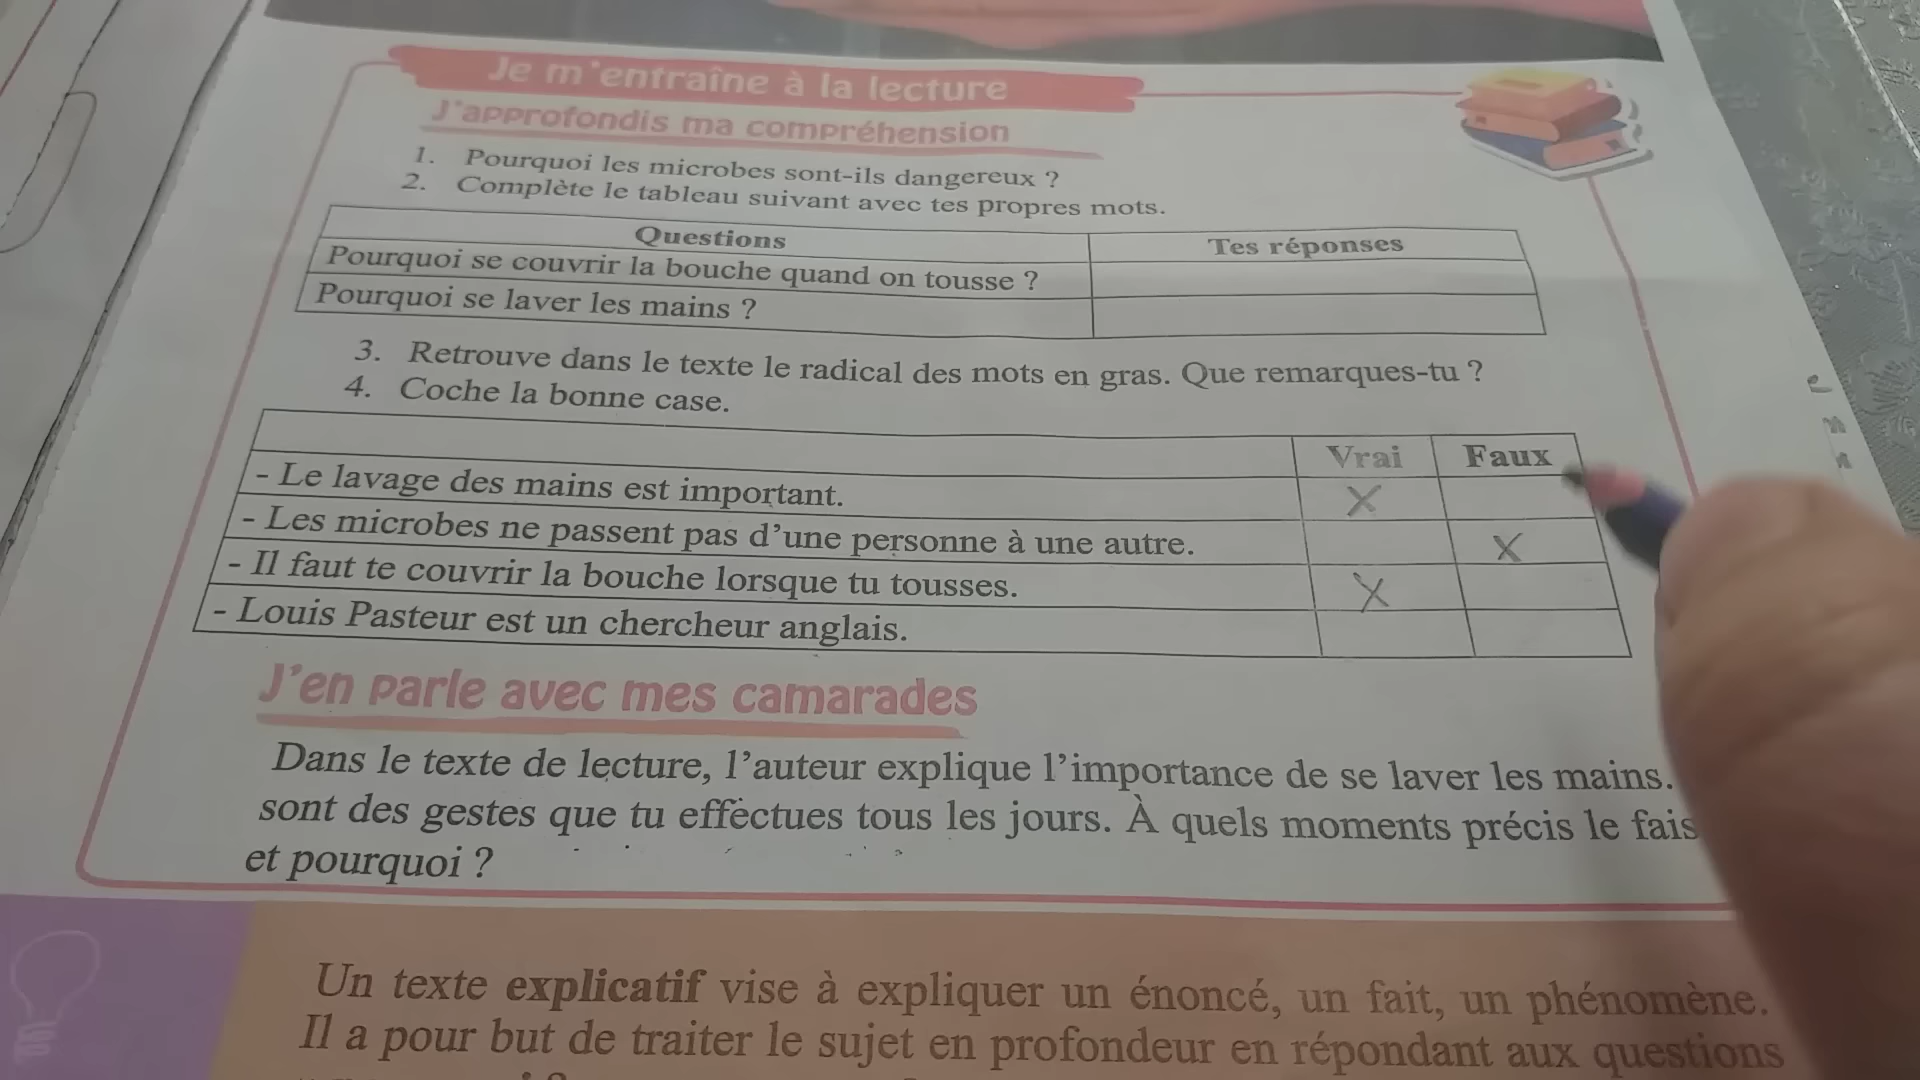 Je m'entraîne à la lecture
J'approfondis ma compréhension
1. Pourquoi les microbes sont-ils dangereux ?
2. Complète le tableau suivant avec tes propres mots.
Questions Tes réponses
Pourquoi se couvrir la bouche quand on tousse ?
Pourquoi se laver les mains ?
3. Retrouve dans le texte le radical des mots en gras. Que remarques-tu ?
4. Coche la bonne case.
Vrai Faux
- Le lavage des mains est important. X
- Les microbes ne passent pas d’une personne à une autre. X
- Il faut te couvrir la bouche lorsque tu tousses. X
- Louis Pasteur est un chercheur anglais.
J'en parle avec mes camarades
Dans le texte de lecture, l’auteur explique l’importance de se laver les mains.
sont des gestes que tu effectues tous les jours. À quels moments précis le fais
et pourquoi ?
Un texte explicatif vise à expliquer un énoncé, un fait, un phénomène.
Il a pour but de traiter le sujet en profondeur en répondant aux questions